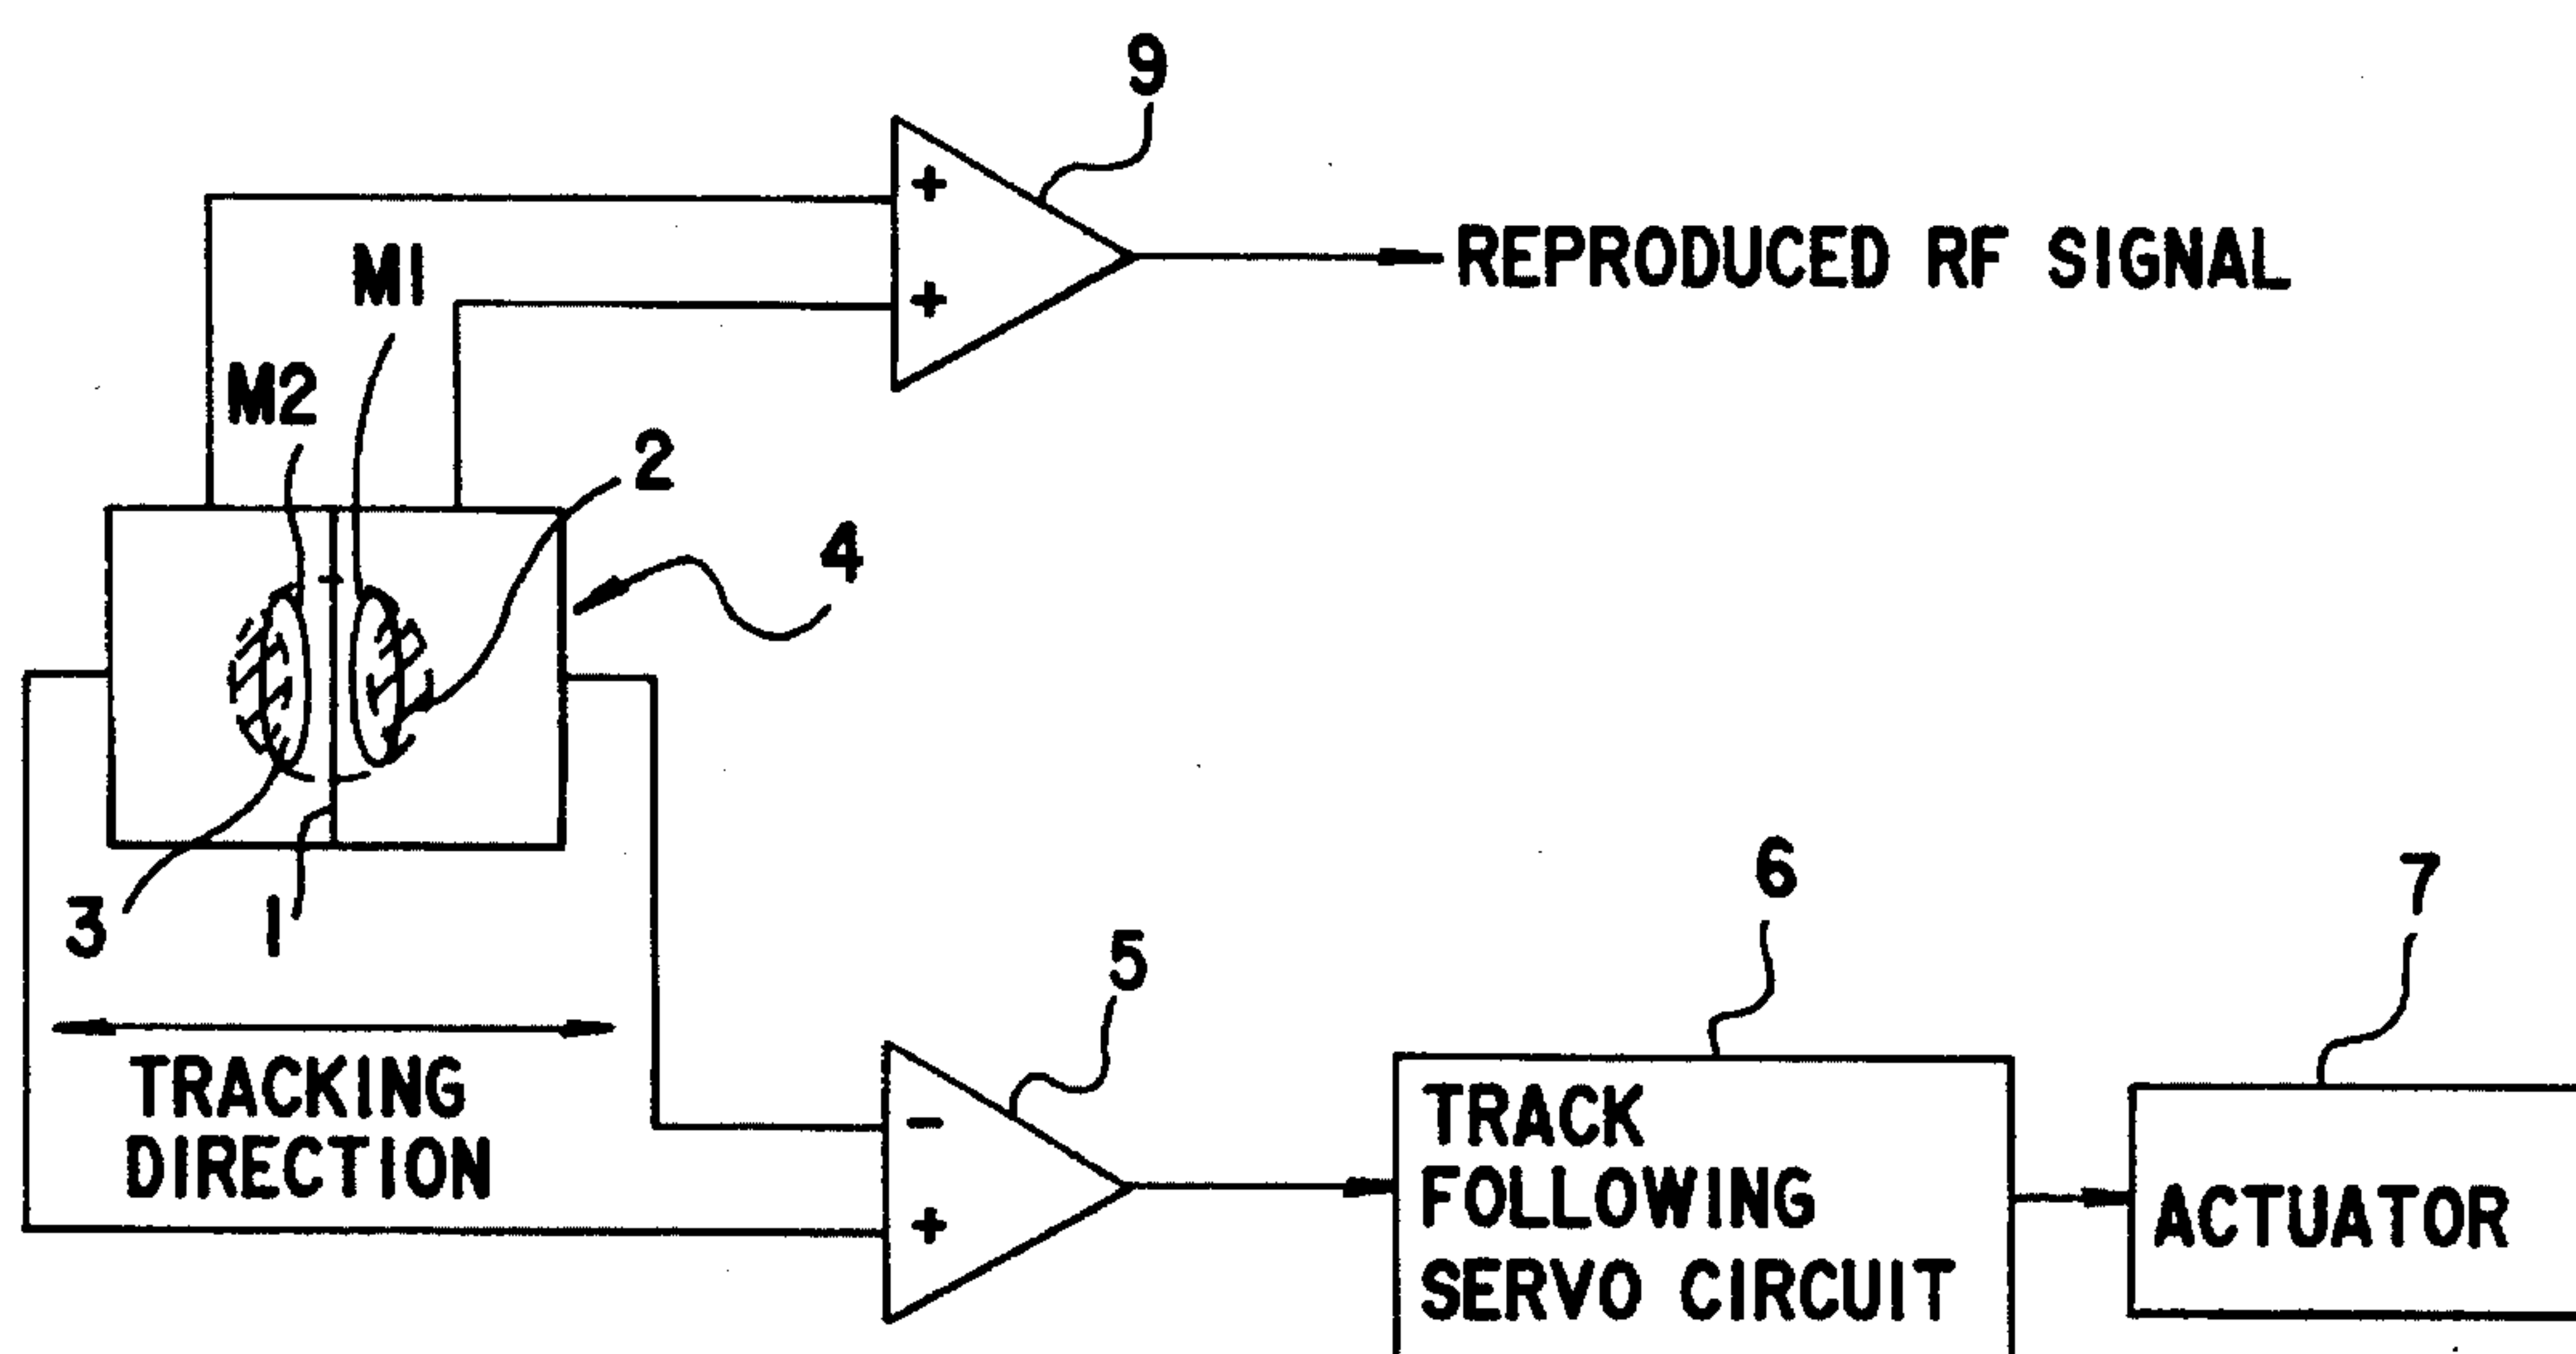 9
+
+
REPRODUCED RF SIGNAL
M1
M2
2
4
3
1
TRACKING
DIRECTION
5
-
+
6
TRACK
FOLLOWING
SERVO CIRCUIT
7
ACTUATOR